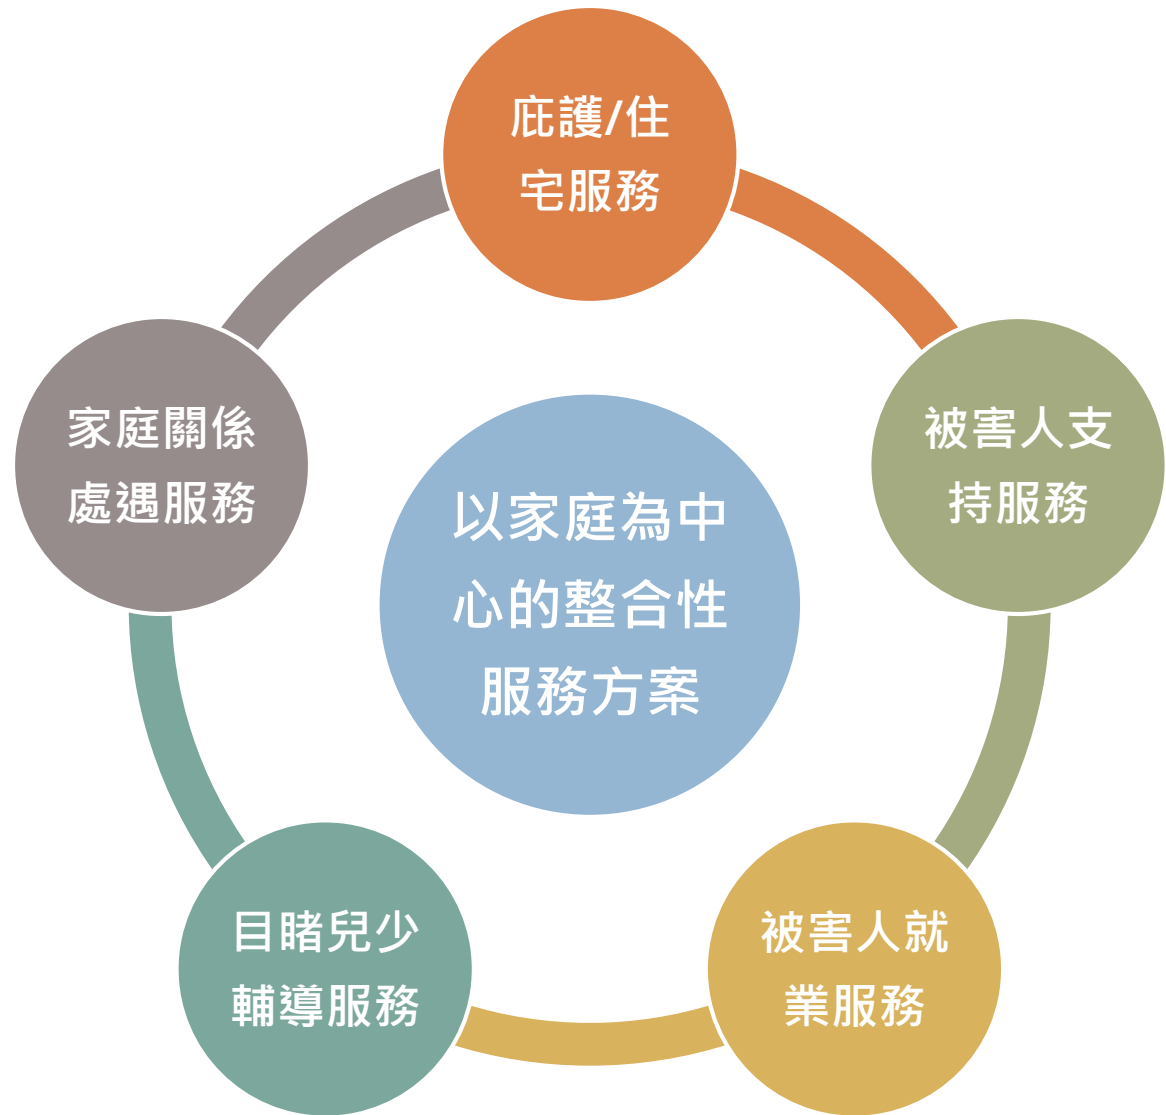 庇護/住
宅服務
被害人支
持服務
被害人就
業服務
目睹兒少
輔導服務
家庭關係
處遇服務
以家庭為中
心的整合性
服務方案